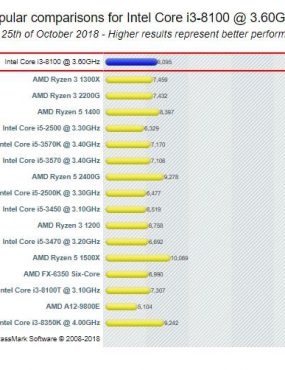 pular comparisons for Intel Core i3-8100 @ 3.60G
25th of October 2018 - Higher results represent better perform
Intel Core i3-8100 @ 3.60GHz 8,095
AMD Ryzen 3 1300X 7,459
AMD Ryzen 3 2200G 7,432
AMD Ryzen 5 1400 8,397
Intel Core i5-2500 @ 3.30GHz 6,329
ntel Core i5-3570K @ 3.40GHz 7,170
Intel Core i5-3570 @ 3.40GHz 7,106
AMD Ryzen 5 2400G 9,278
ntel Core i5-2500K @ 3.30GHz 6,477
Intel Core i5-3450 @ 3.10GHz 6,519
AMD Ryzen 3 1200 6,758
Intel Core i5-3470 @ 3.20GHz 6,692
AMD Ryzen 5 1500X 10,069
AMD FX-6350 Six-Core 6,990
ntel Core i3-8100T @ 3.10GHz 7,307
AMD A12-9800E 5,104
ntel Core i3-8350K @ 4.00GHz 9,242
assMark Software © 2008-2018